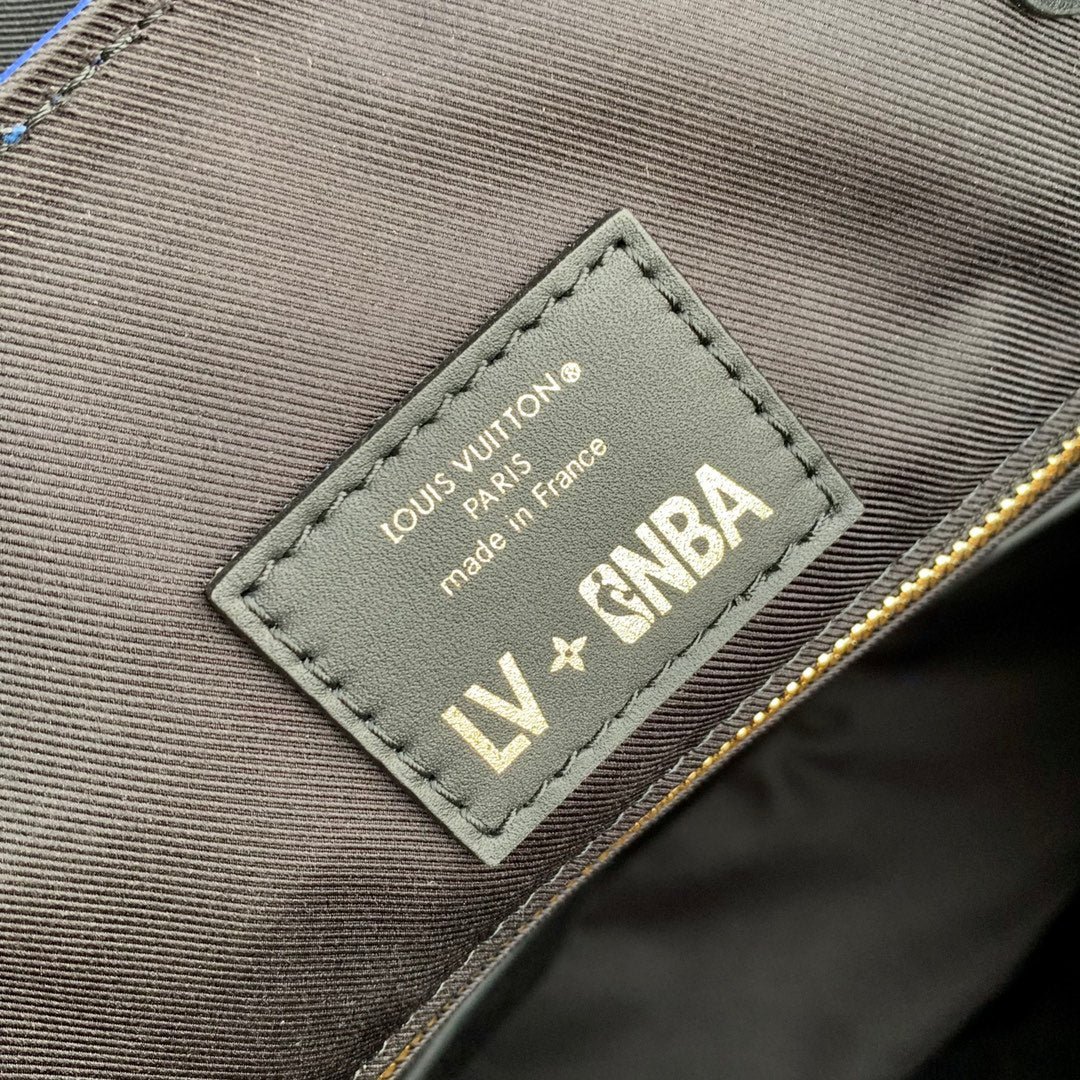 LOUIS VUITTON®
PARIS
made in France
LV + NBA